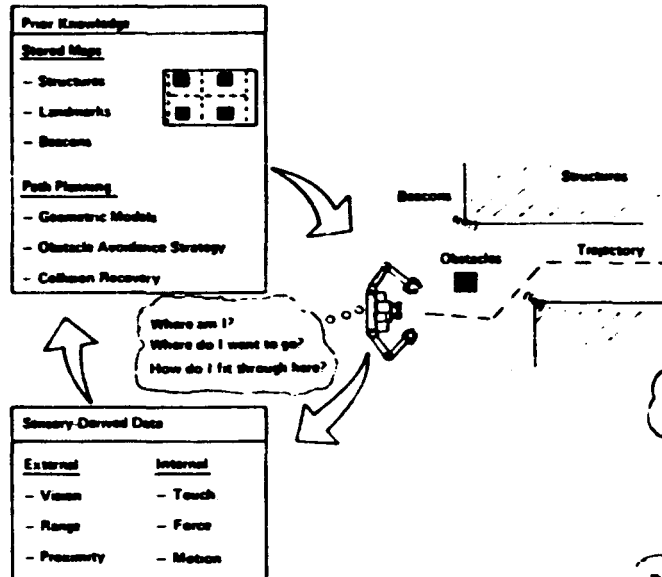 Prior Knowledge
Stored Maps
– Structures
– Landmarks
– Beacons
Path Planning
– Geometric Models
– Obstacle Avoidance Strategy
– Collision Recovery
Beacons
Structures
Obstacles
Trajectory
Where am I?
Where do I want to go?
How do I fit through here?
Sensory-Derived Data
External
Internal
– Vision
– Touch
– Range
– Force
– Proximity
– Motion